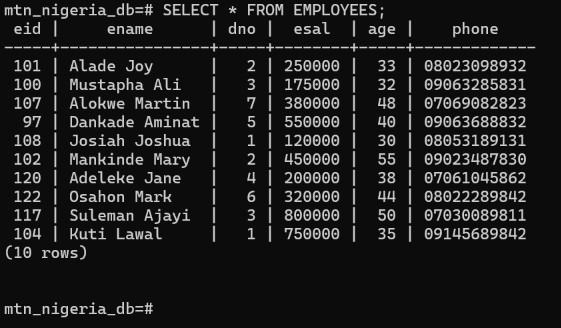 mtn_nigeria_db=# SELECT * FROM EMPLOYEES;
 eid |     ename      | dno |  esal  | age |    phone
-----+----------------+-----+--------+-----+-------------
 101 | Alade Joy      |   2 | 250000 |  33 | 08023098932
 100 | Mustapha Ali   |   3 | 175000 |  32 | 09063285831
 107 | Alokwe Martin  |   7 | 380000 |  48 | 07069082823
  97 | Dankade Aminat |   5 | 550000 |  40 | 09063688832
 108 | Josiah Joshua  |   1 | 120000 |  30 | 08053189131
 102 | Mankinde Mary  |   2 | 450000 |  55 | 09023487830
 120 | Adeleke Jane   |   4 | 200000 |  38 | 07061045862
 122 | Osahon Mark    |   6 | 320000 |  44 | 08022289842
 117 | Suleman Ajayi  |   3 | 800000 |  50 | 07030089811
 104 | Kuti Lawal     |   1 | 750000 |  35 | 09145689842
(10 rows)
mtn_nigeria_db=#